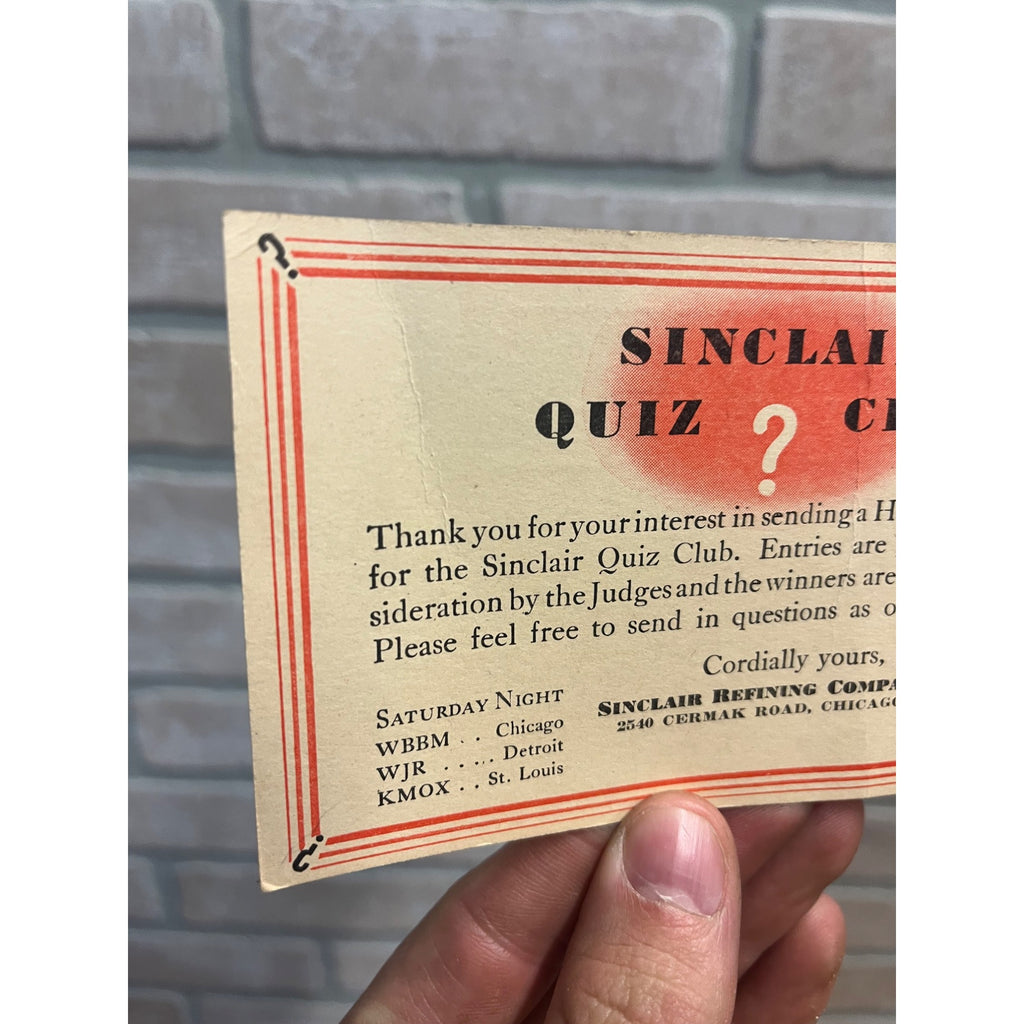 ?
SINCLAI
QUIZ ? CL
Thank you for your interest in sending a H
for the Sinclair Quiz Club. Entries are
sideration by the Judges and the winners are
Please feel free to send in questions as o
Cordially yours,
SATURDAY NIGHT
SINCLAIR REFINING COMPA
WBBM . . Chicago
2540 CERMAK ROAD, CHICAGO
WJR . . . . . Detroit
KMOX . . St. Louis
?